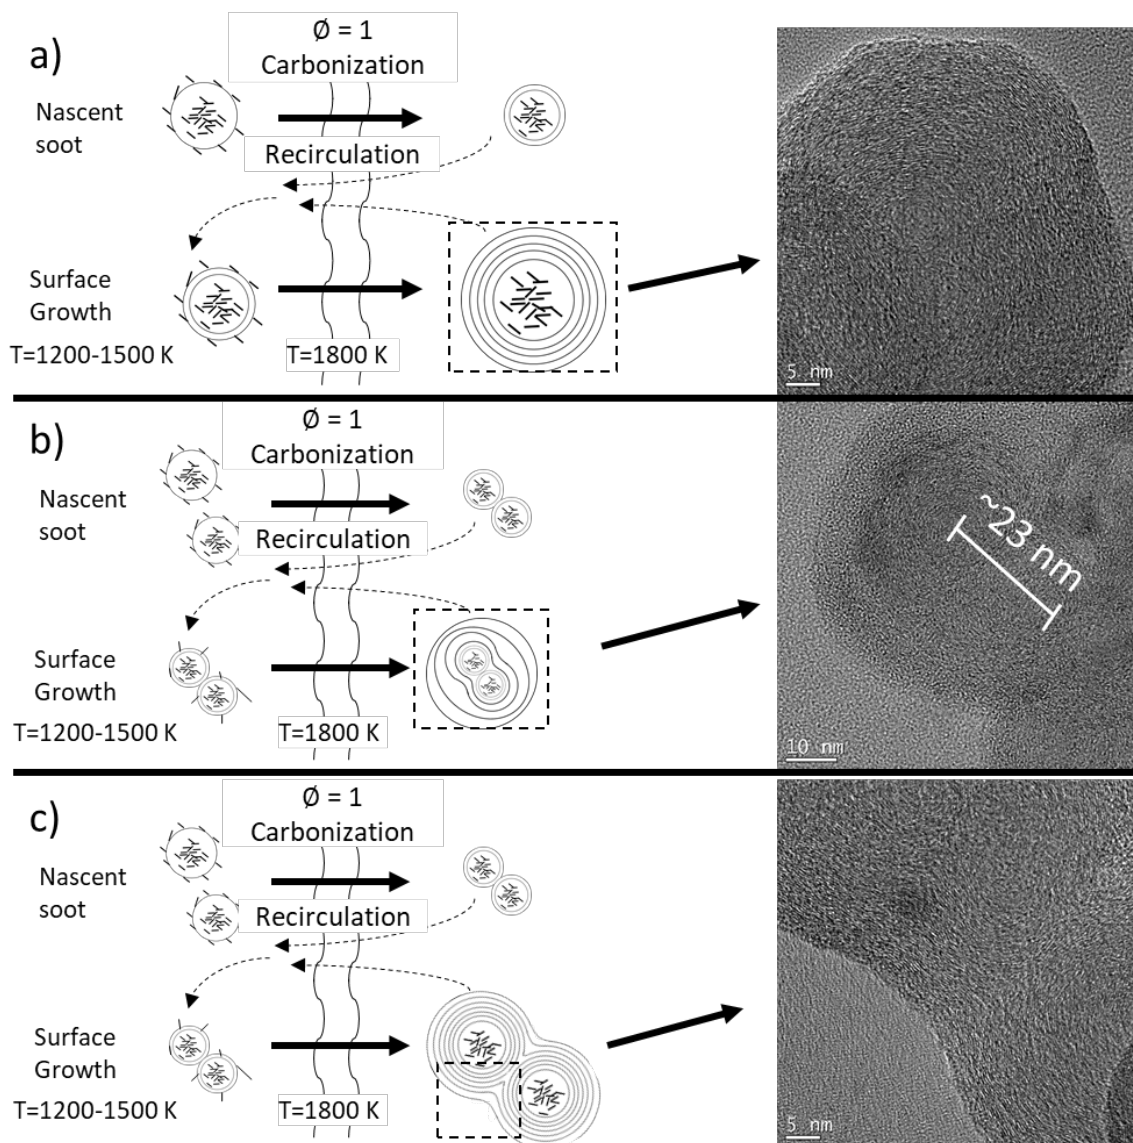 a)
Ø = 1
Carbonization
Nascent
soot
Recirculation
Surface
Growth
T=1200-1500 K
T=1800 K
5 nm
b)
Ø = 1
Carbonization
Nascent
soot
Recirculation
Surface
Growth
T=1200-1500 K
T=1800 K
~23 nm
10 nm
c)
Ø = 1
Carbonization
Nascent
soot
Recirculation
Surface
Growth
T=1200-1500 K
T=1800 K
5 nm